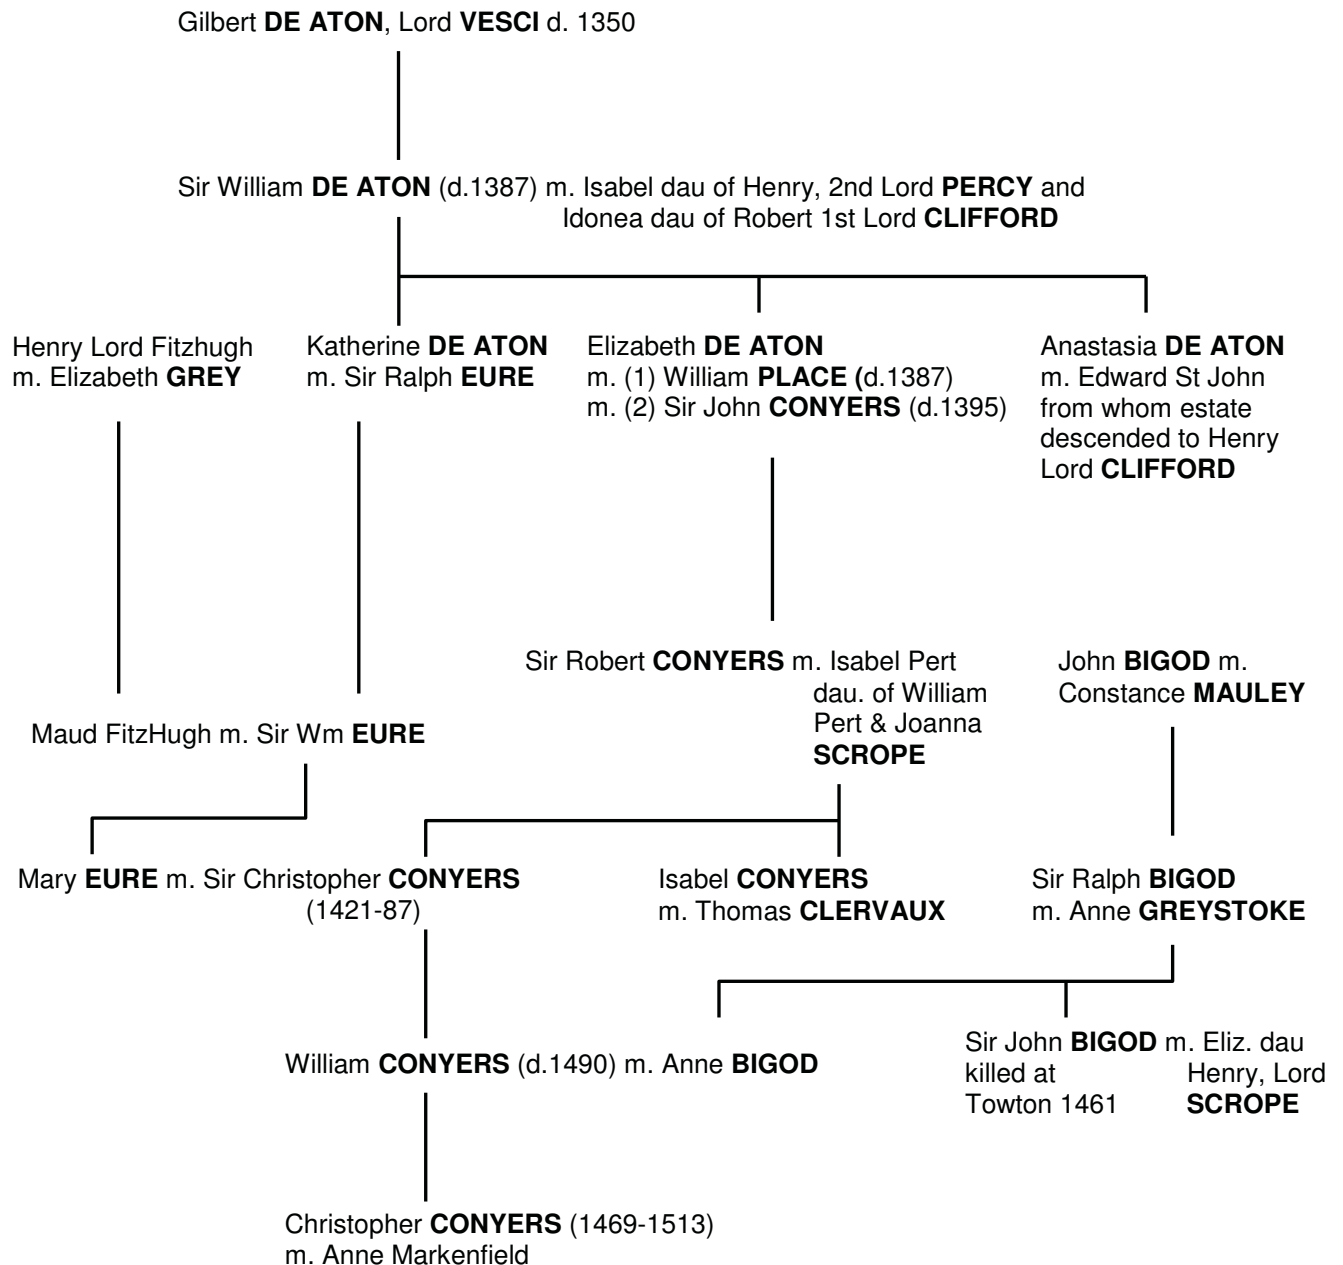 Gilbert DE ATON, Lord VESCI d. 1350
Sir William DE ATON (d.1387) m. Isabel dau of Henry, 2nd Lord PERCY and
Idonea dau of Robert 1st Lord CLIFFORD
Henry Lord Fitzhugh
m. Elizabeth GREY
Katherine DE ATON
m. Sir Ralph EURE
Elizabeth DE ATON
m. (1) William PLACE (d.1387)
m. (2) Sir John CONYERS (d.1395)
Anastasia DE ATON
m. Edward St John
from whom estate
descended to Henry
Lord CLIFFORD
Sir Robert CONYERS m. Isabel Pert
dau. of William
Pert & Joanna
SCROPE
John BIGOD m.
Constance MAULEY
Maud FitzHugh m. Sir Wm EURE
Mary EURE m. Sir Christopher CONYERS
(1421-87)
Isabel CONYERS
m. Thomas CLERVAUX
Sir Ralph BIGOD
m. Anne GREYSTOKE
William CONYERS (d.1490) m. Anne BIGOD
Sir John BIGOD m. Eliz. dau
killed at Henry, Lord
Towton 1461 SCROPE
Christopher CONYERS (1469-1513)
m. Anne Markenfield